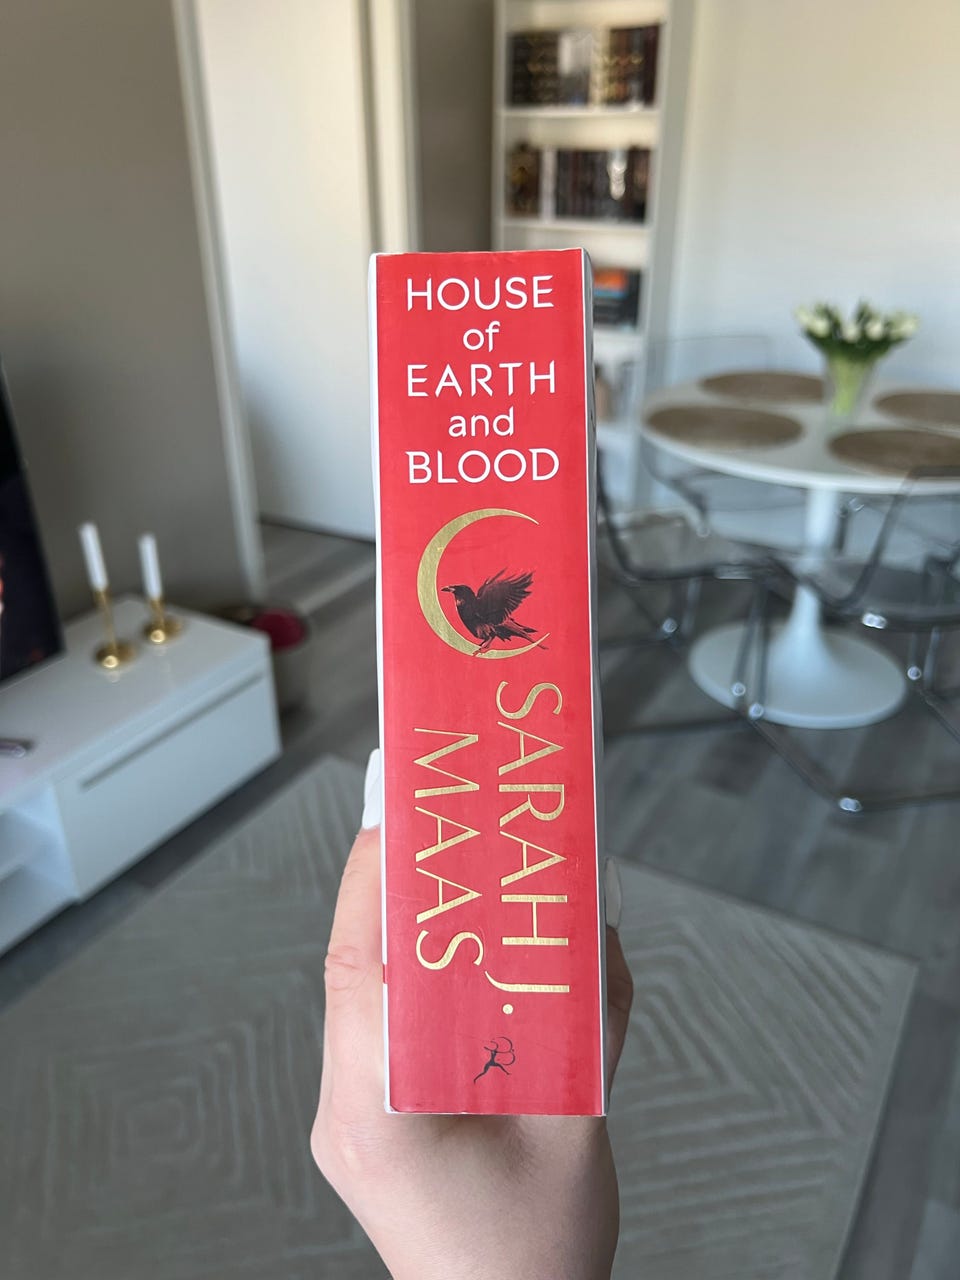 HOUSE
of
EARTH
and
BLOOD
SARAH J.
MAAS